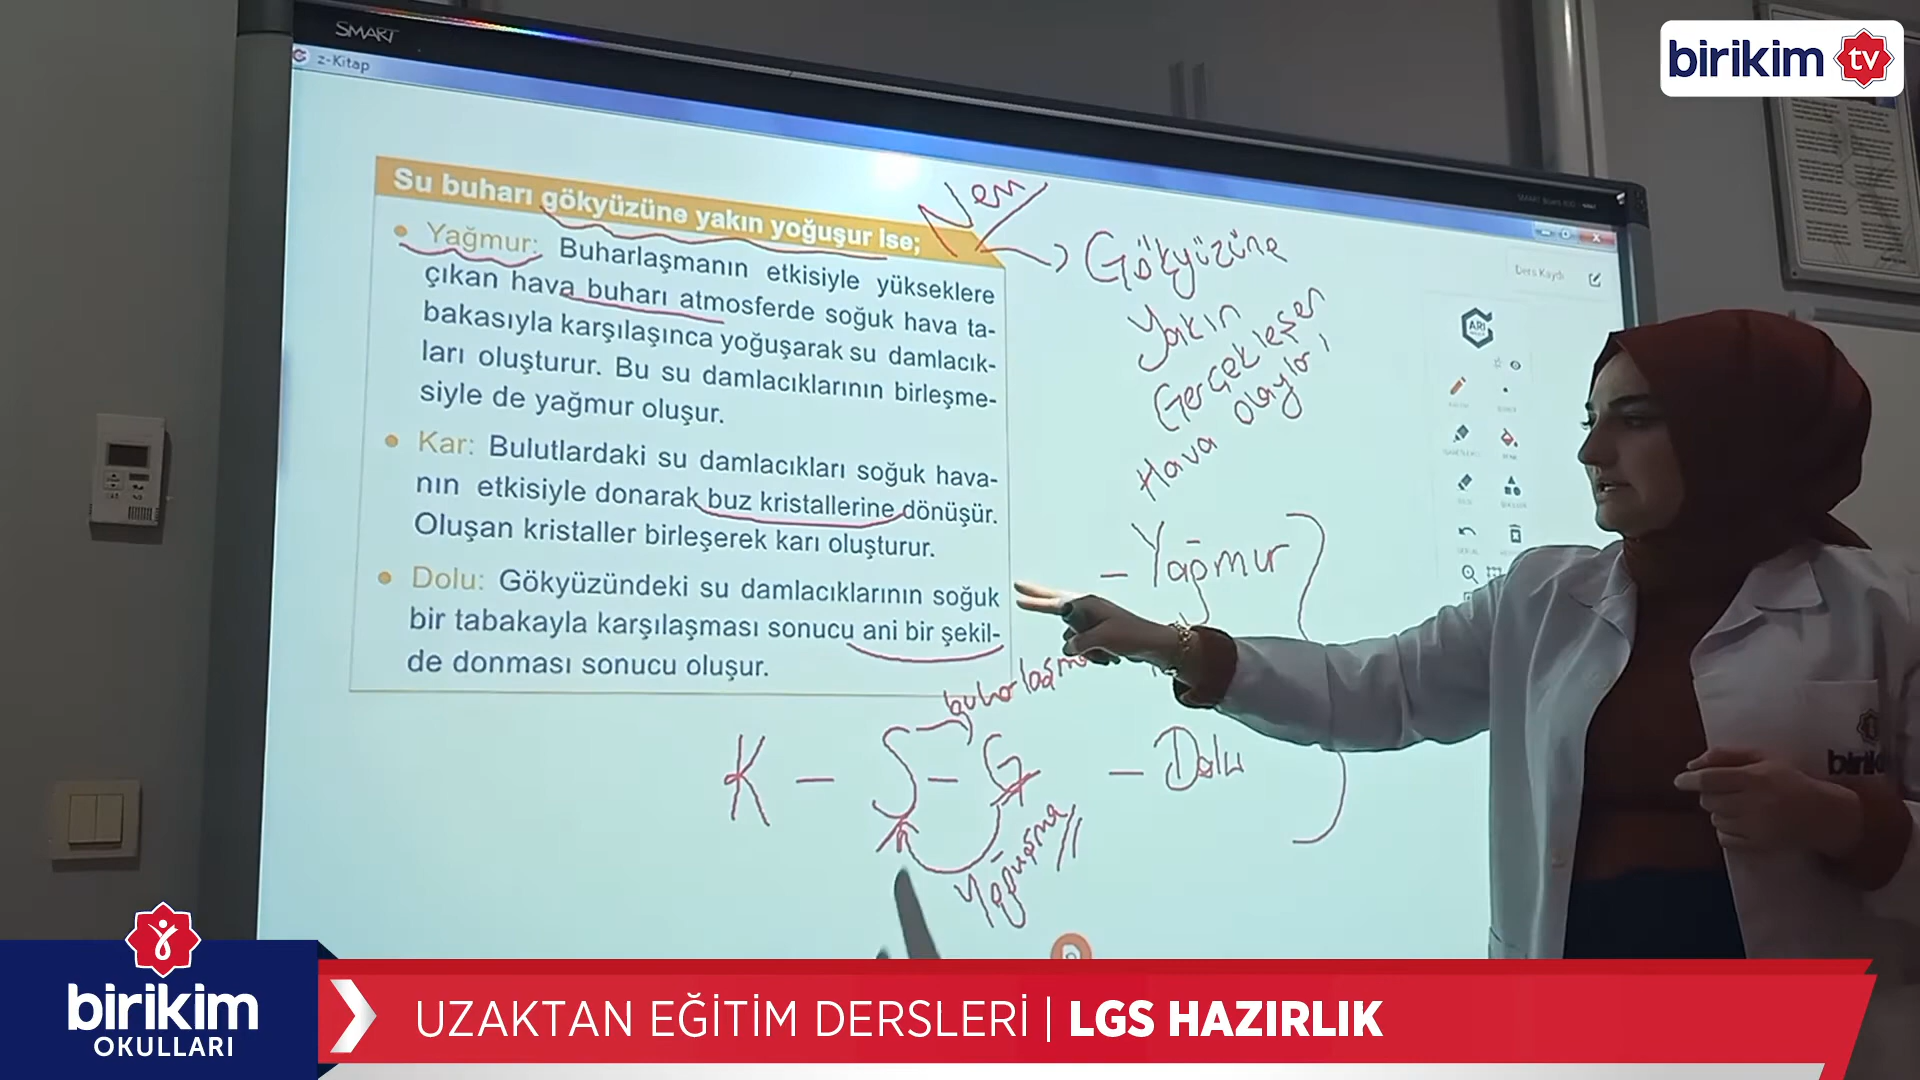 SMART
z-Kitap
birikim tv
Su buharı gökyüzüne yakın yoğuşur Ise;
• Yağmur: Buharlaşmanın etkisiyle yükseklere
çıkan hava buharı atmosferde soğuk hava ta-
bakasıyla karşılaşınca yoğuşarak su damlacık-
ları oluşturur. Bu su damlacıklarının birleşme-
siyle de yağmur oluşur.
• Kar: Bulutlardaki su damlacıkları soğuk hava-
nın etkisiyle donarak buz kristallerine dönüşür.
Oluşan kristaller birleşerek karı oluşturur.
• Dolu: Gökyüzündeki su damlacıklarının soğuk
bir tabakayla karşılaşması sonucu ani bir şekil-
de donması sonucu oluşur.
Nem
Gökyüzüne
Yakın
Gerçekleşen
Hava olayları
- Yağmur
- Dolu
buharlaşma
K - S - G
Yoğuşma
Ders Kaydı
ARI
birikim
OKULLARI
UZAKTAN EĞİTİM DERSLERİ | LGS HAZIRLIK